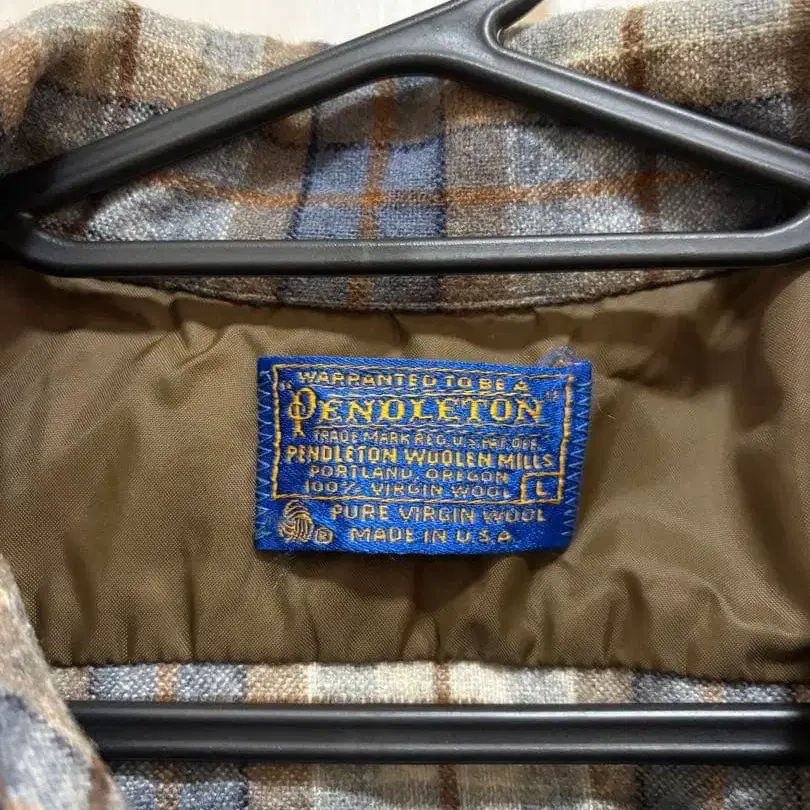 WARRANTED TO BE A
"PENDLETON"
TRADE MARK REG. U.S. PAT. OFF.
PENDLETON WOOLEN MILLS
PORTLAND, OREGON
100% VIRGIN WOOL L
PURE VIRGIN WOOL
® MADE IN U.S.A.